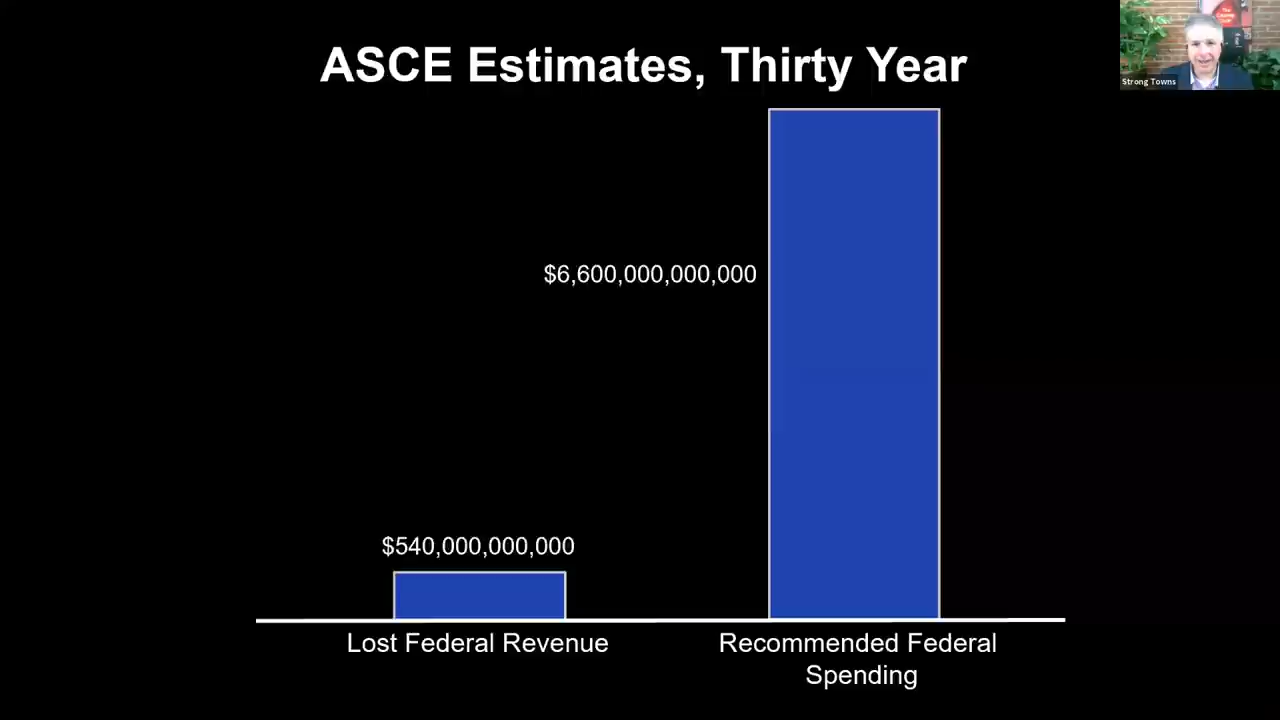 ASCE Estimates, Thirty Year
Strong Towns
$6,600,000,000,000
$540,000,000,000
Lost Federal Revenue
Recommended Federal
Spending